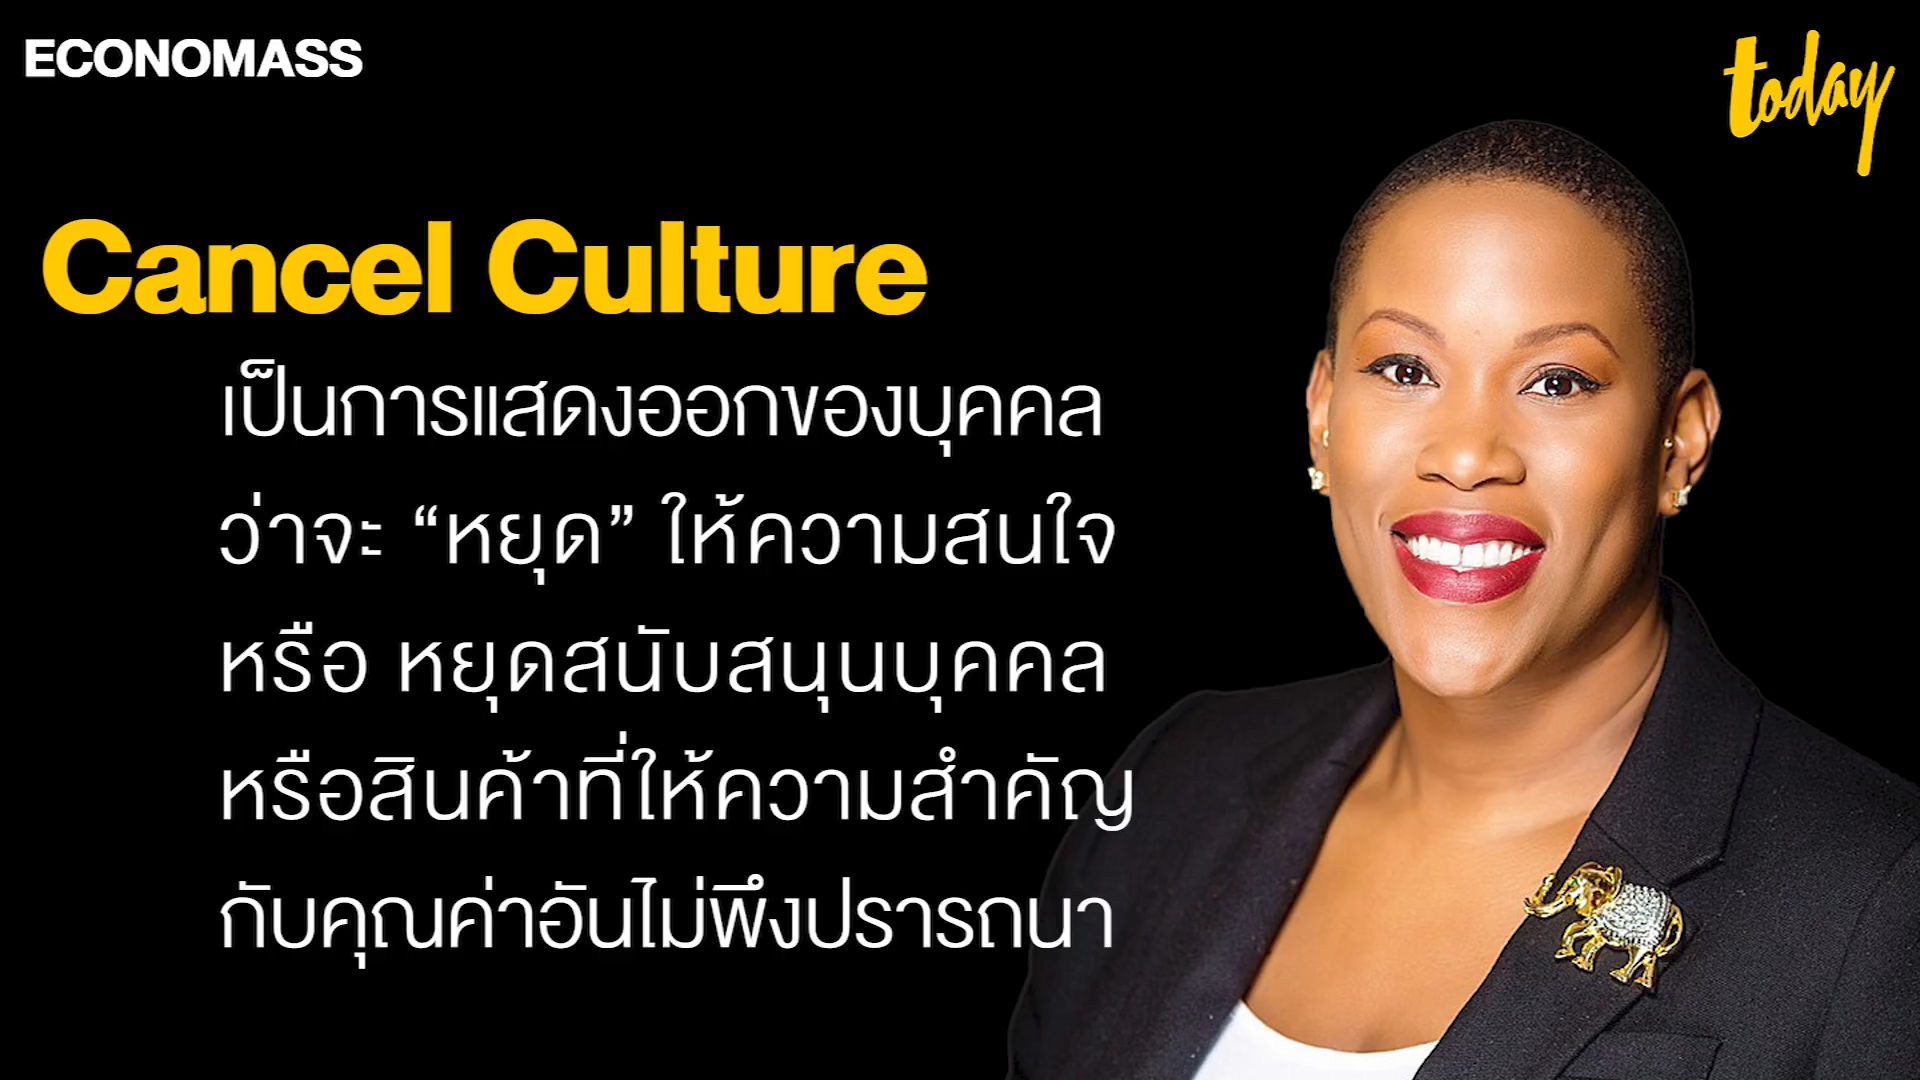 ECONOMASS
today
Cancel Culture
เป็นการแสดงออกของบุคคล
ว่าจะ “หยุด” ให้ความสนใจ
หรือ หยุดสนับสนุนบุคคล
หรือสินค้าที่ให้ความสำคัญ
กับคุณค่าอันไม่พึงปรารถนา